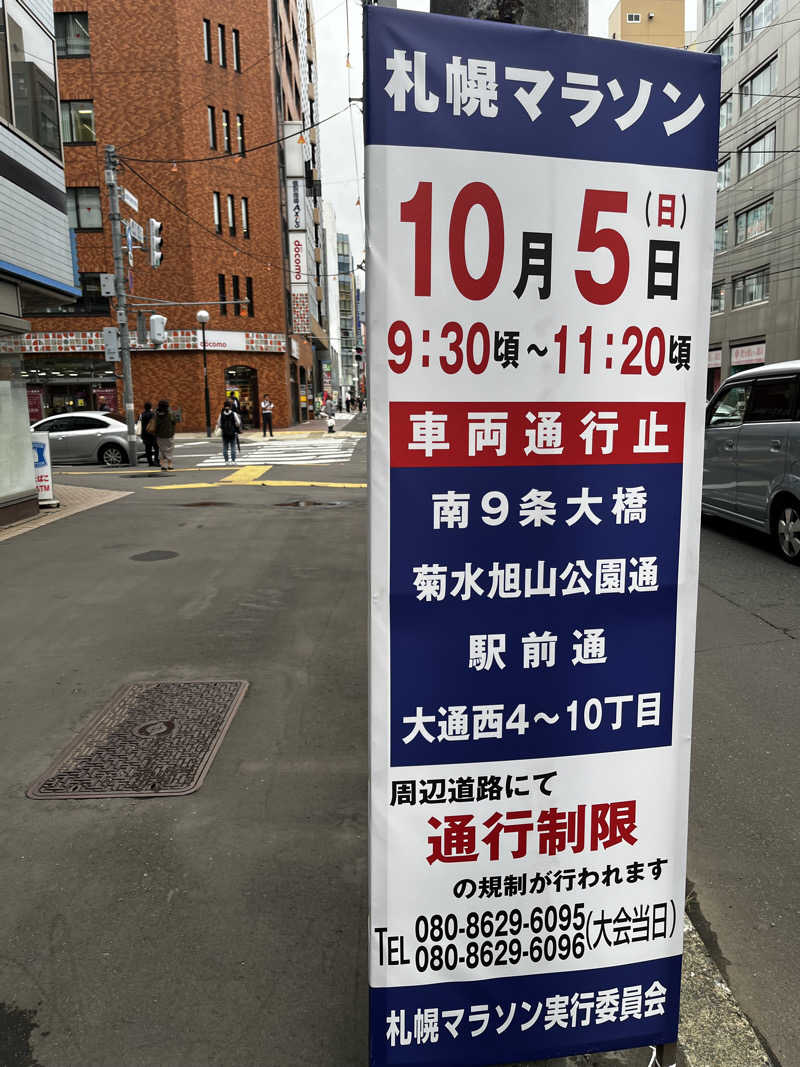 札幌マラソン
10月5日(日)
9:30頃～11:20頃
車両通行止
南9条大橋
菊水旭山公園通
駅前通
大通西4～10丁目
周辺道路にて
通行制限
の規制が行われます
TEL 080-8629-6095
080-8629-6096 (大会当日)
札幌マラソン実行委員会
docomo
docomo
ATM